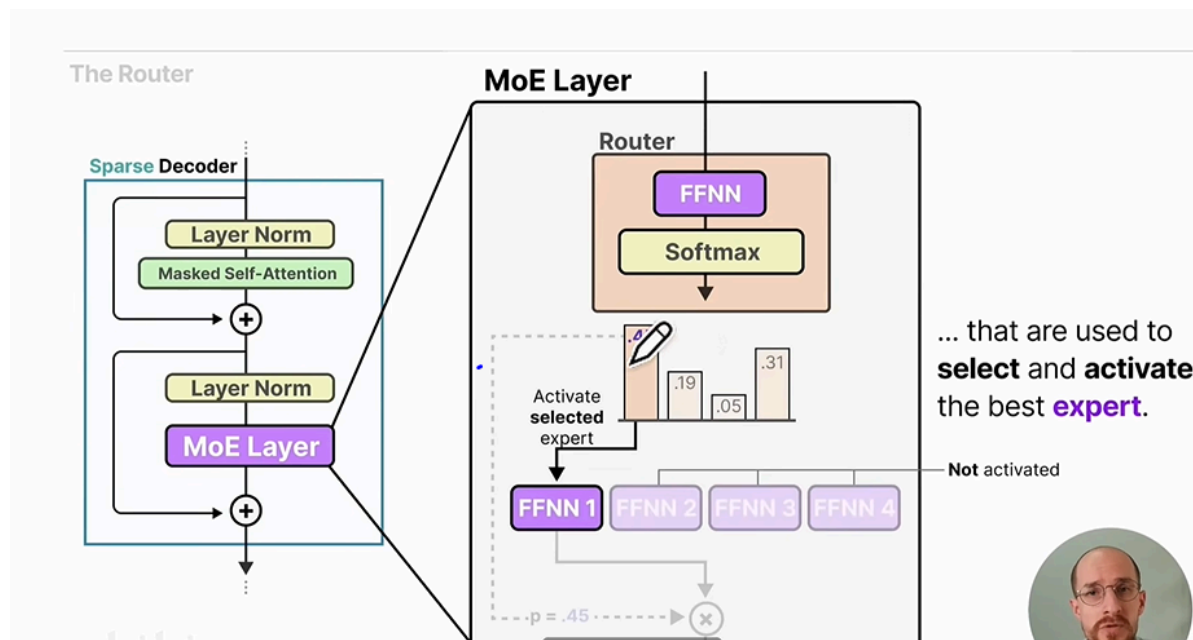 The Router
MoE Layer
Router
FFNN
Softmax
Sparse Decoder
Layer Norm
Masked Self-Attention
+
Layer Norm
MoE Layer
+
.19
.05
.31
Activate
selected
expert
... that are used to
select and activate
the best expert.
Not activated
FFNN 1
FFNN 2
FFNN 3
FFNN 4
p = .45
×